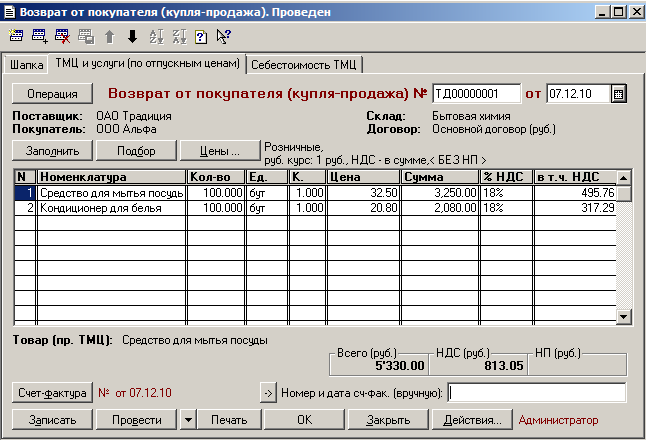 Возврат от покупателя (купля-продажа). Проведен
Шапка ТМЦ и услуги (по отпускным ценам) Себестоимость ТМЦ
Операция Возврат от покупателя (купля-продажа) № ТД00000001 от 07.12.10
Поставщик: ОАО Традиция Склад: Бытовая химия
Покупатель: ООО Альфа Договор: Основной договор (руб.)
Заполнить Подбор Цены ... Розничные,
руб. курс: 1 руб., НДС - в сумме,< БЕЗ НП >
N Номенклатура Кол-во Ед. К. Цена Сумма % НДС в т.ч. НДС
1 Средство для мытья посудь 100.000 бут 1.000 32.50 3,250.00 18% 495.76
2 Кондиционер для белья 100.000 бут 1.000 20.80 2,080.00 18% 317.29
Товар (пр. ТМЦ): Средство для мытья посуды
Всего (руб.) НДС (руб.) НП (руб.)
5'330.00 813.05
Счет-фактура № от 07.12.10 -> Номер и дата сч-фак. (вручную):
Записать Провести Печать OK Закрыть Действия... Администратор